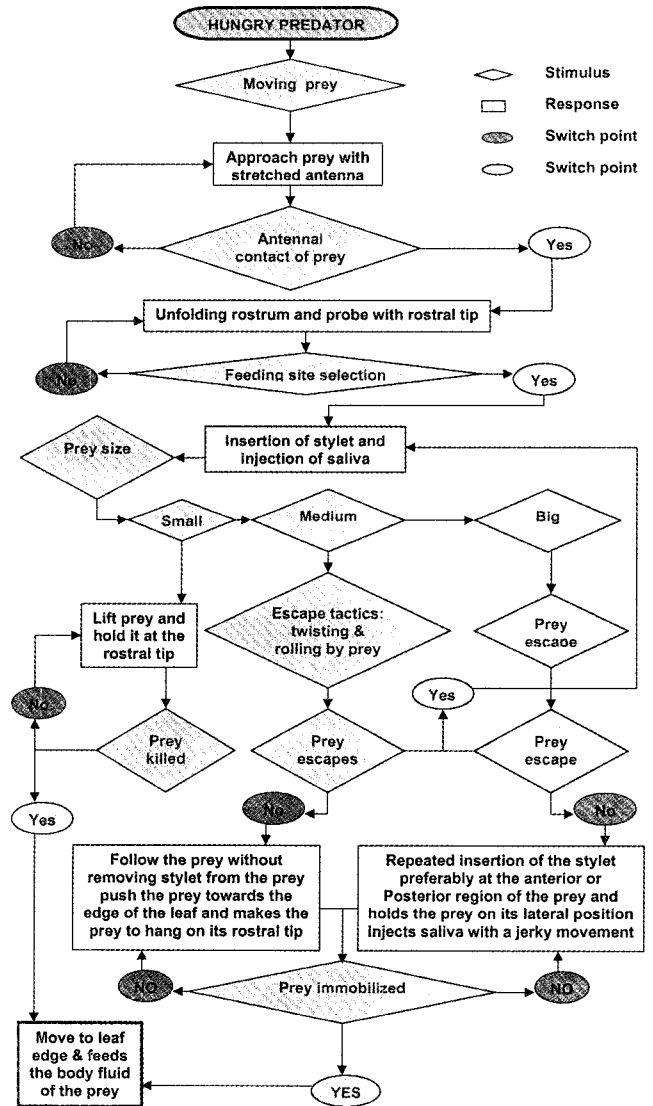 HUNGRY PREDATOR
Moving prey
Stimulus
Response
Switch point
Switch point
Approach prey with
stretched antenna
No
Antennal
contact of prey
Yes
Unfolding rostrum and probe with rostral tip
No
Feeding site selection
Yes
Prey size
Insertion of stylet and
injection of saliva
Small
Medium
Big
Lift prey and
hold it at the
rostral tip
Escape tactics:
twisting &
rolling by prey
Prey
escape
No
Yes
Prey
killed
Prey
escapes
Prey
escape
Yes
No
No
Follow the prey without
removing stylet from the prey
push the prey towards the
edge of the leaf and makes the
prey to hang on its rostral tip
Repeated insertion of the stylet
preferably at the anterior or
Posterior region of the prey and
holds the prey on its lateral position
Injects saliva with a jerky movement
NO
Prey immobilized
NO
Move to leaf
edge & feeds
the body fluid
of the prey
YES